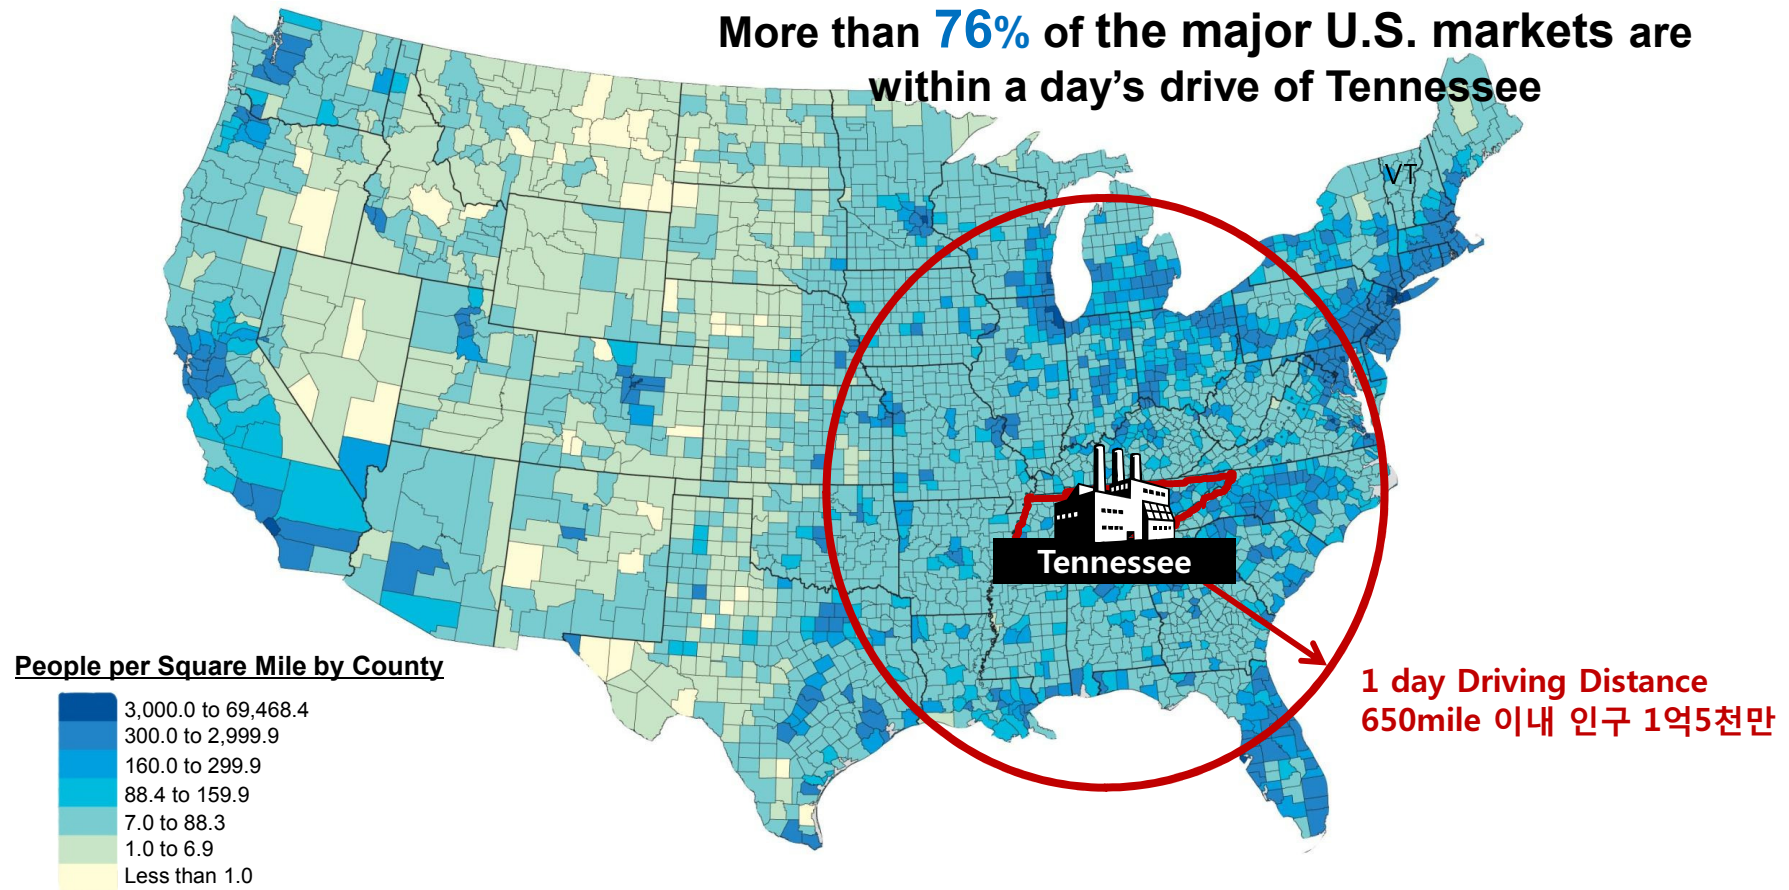 More than 76% of the major U.S. markets are
within a day's drive of Tennessee
VT
Tennessee
1 day Driving Distance
650mile 이내 인구 1억5천만
People per Square Mile by County
3,000.0 to 69,468.4
300.0 to 2,999.9
160.0 to 299.9
88.4 to 159.9
7.0 to 88.3
1.0 to 6.9
Less than 1.0